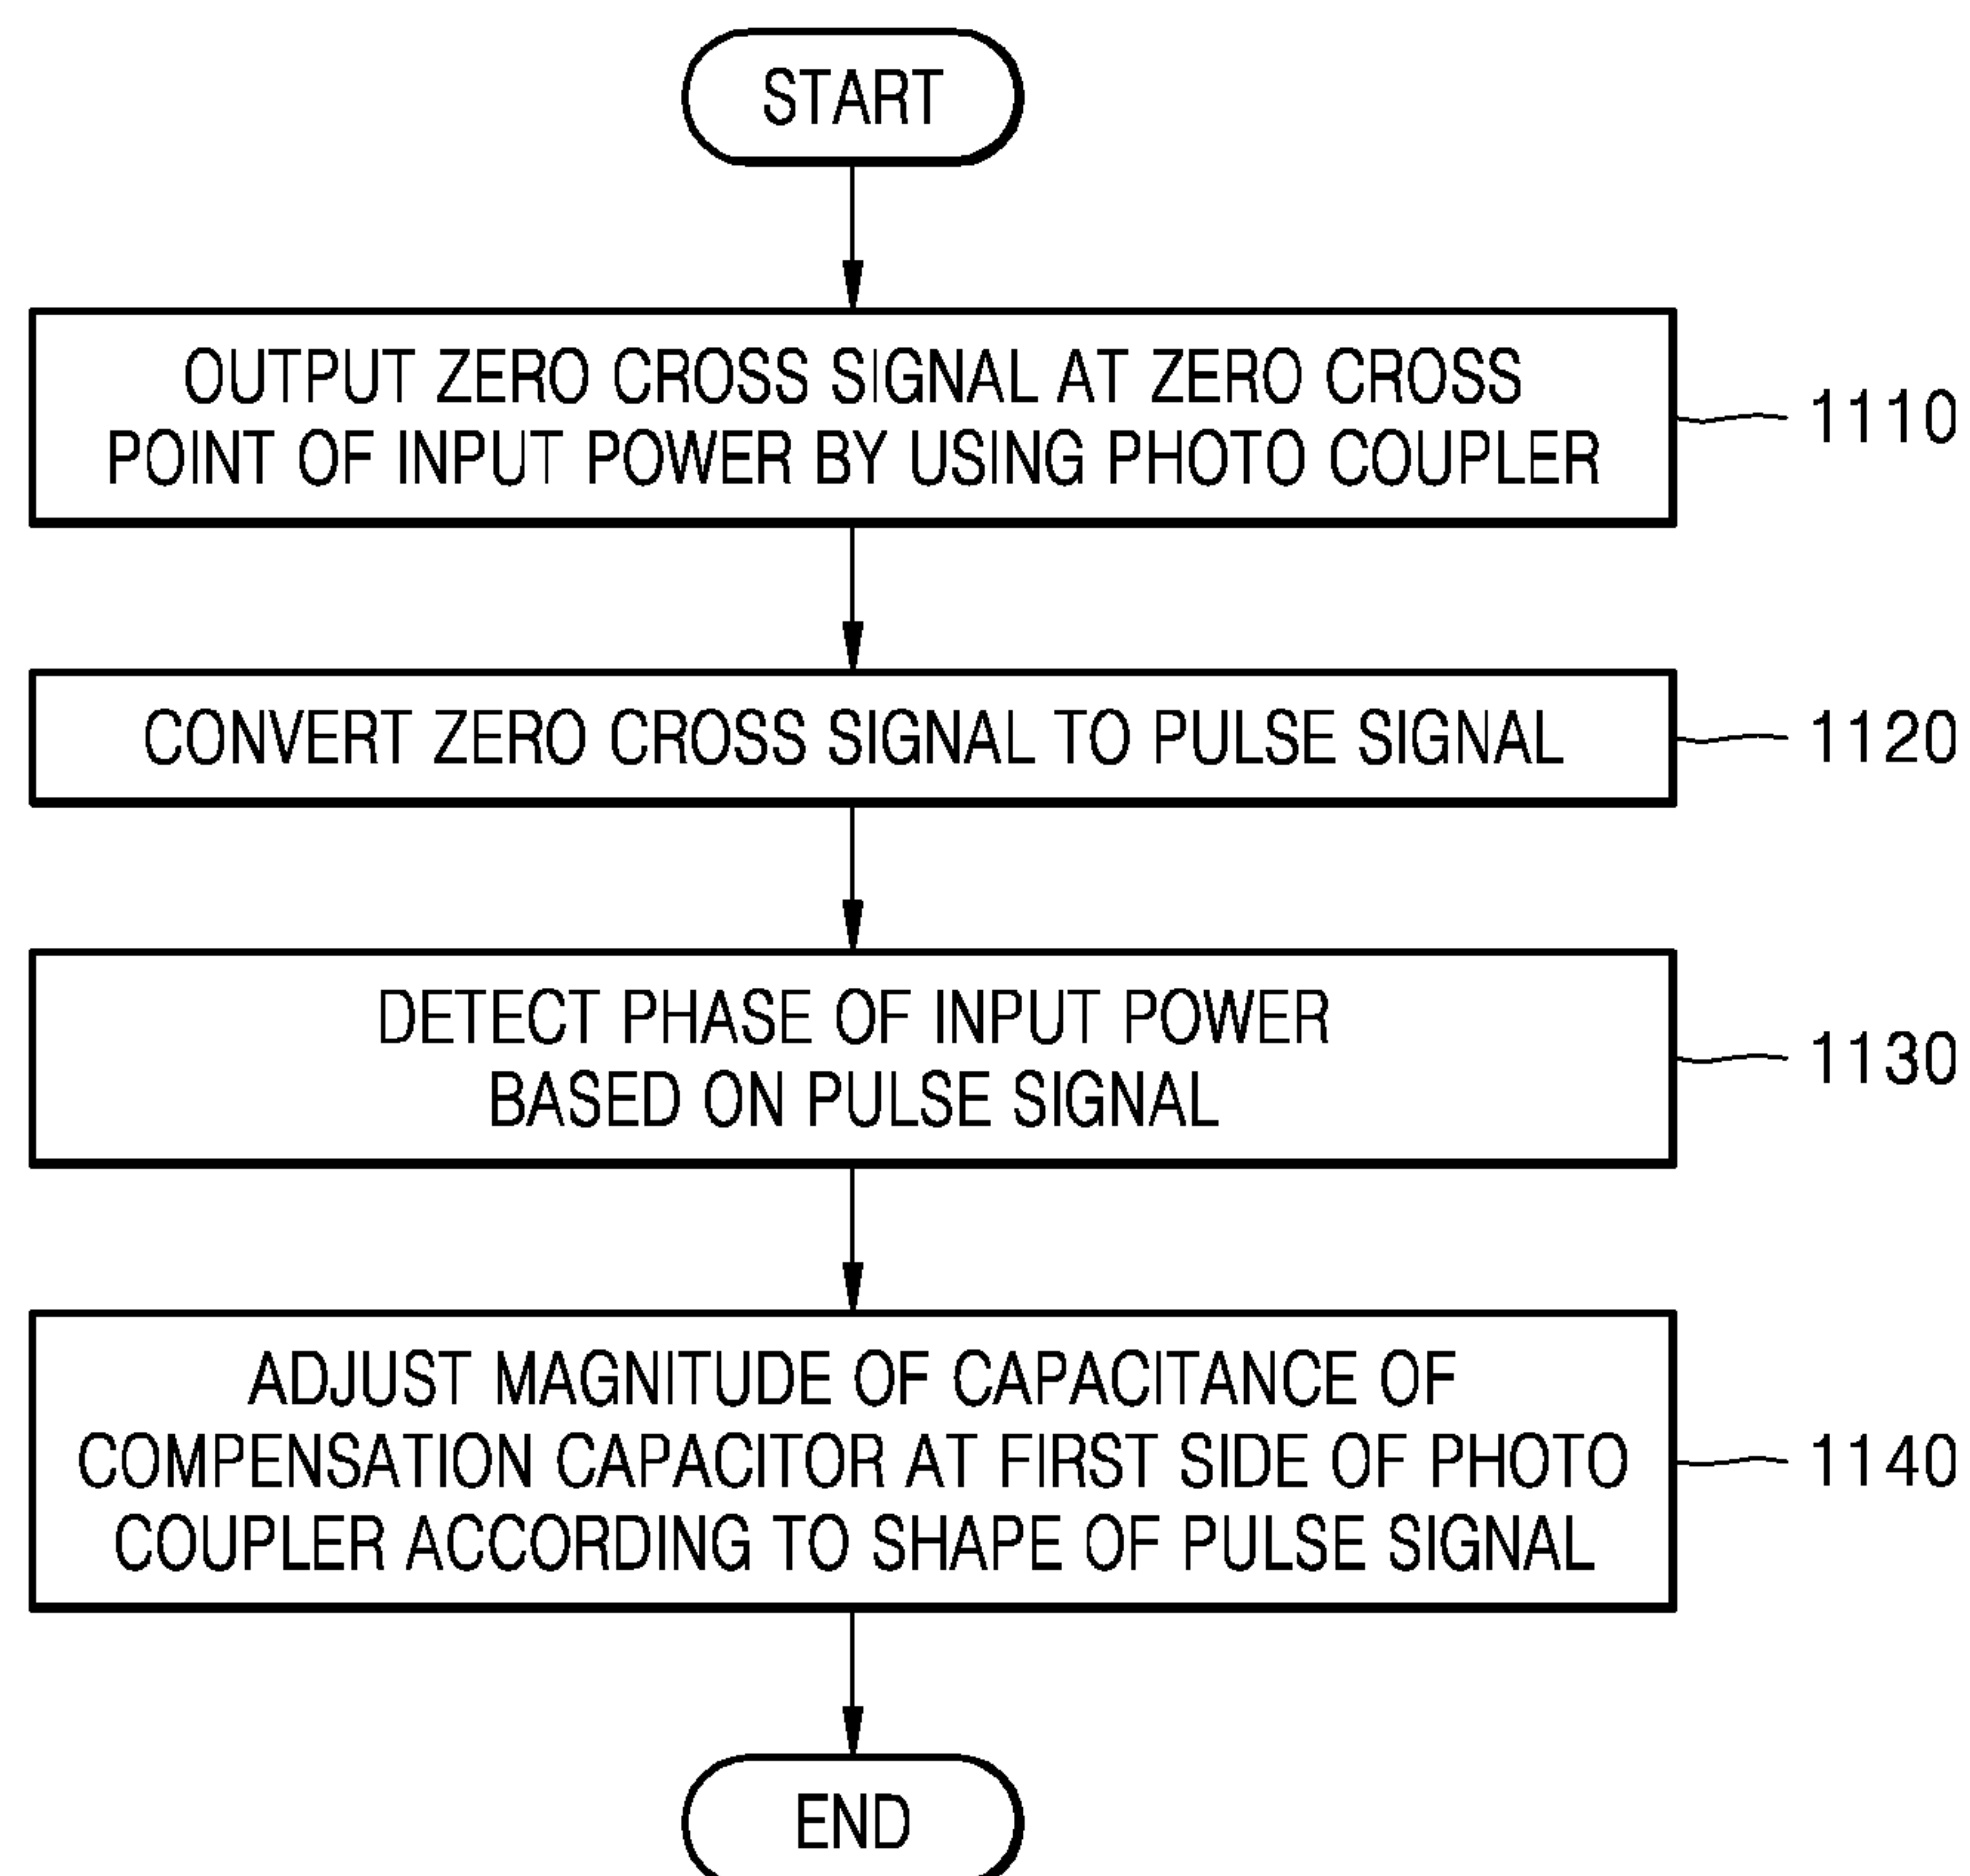 START
OUTPUT ZERO CROSS SIGNAL AT ZERO CROSS
POINT OF INPUT POWER BY USING PHOTO COUPLER
1110
CONVERT ZERO CROSS SIGNAL TO PULSE SIGNAL
1120
DETECT PHASE OF INPUT POWER
BASED ON PULSE SIGNAL
1130
ADJUST MAGNITUDE OF CAPACITANCE OF
COMPENSATION CAPACITOR AT FIRST SIDE OF PHOTO
COUPLER ACCORDING TO SHAPE OF PULSE SIGNAL
1140
END